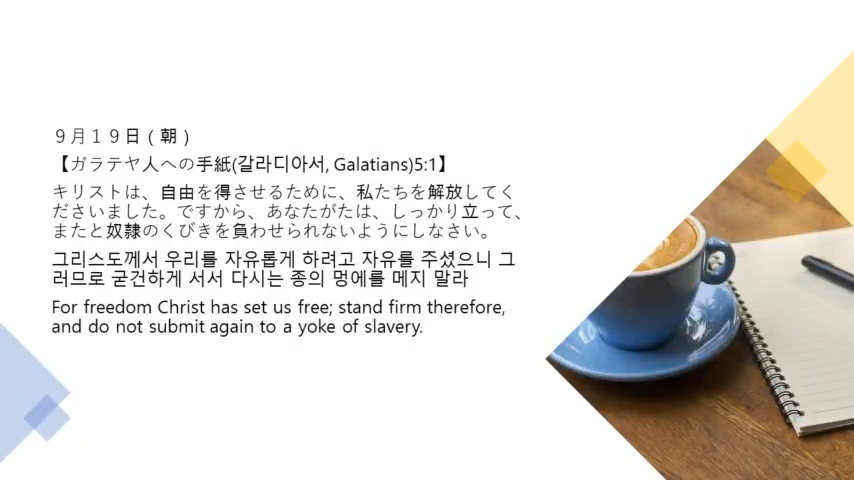 ９月１９日（朝）
【ガラテヤ人への手紙(갈라디아서, Galatians)5:1】
キリストは、自由を得させるために、私たちを解放してく
ださいました。ですから、あなたがたは、しっかり立って、
またと奴隷のくびきを負わせられないようにしなさい。
그리스도께서 우리를 자유롭게 하려고 자유를 주셨으니 그
러므로 굳건하게 서서 다시는 종의 멍에를 메지 말라
For freedom Christ has set us free; stand firm therefore,
and do not submit again to a yoke of slavery.